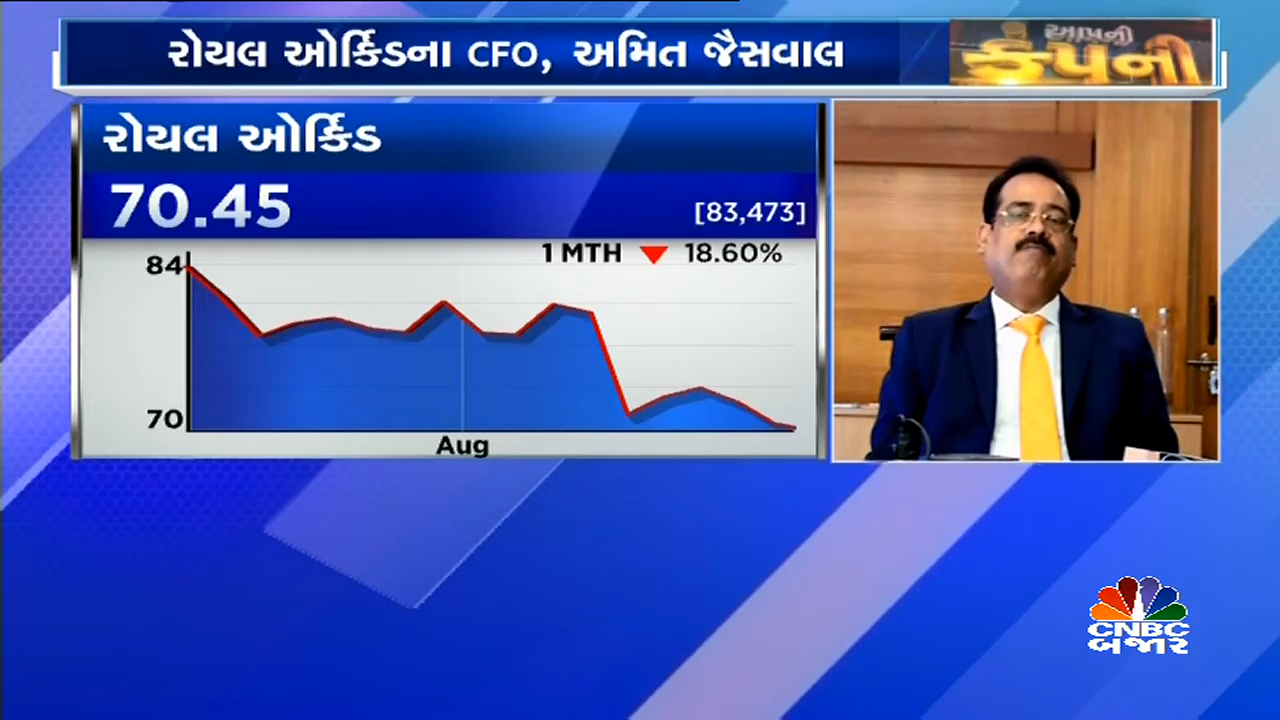 રોયલ ઓર્કિડના CFO, અમિત જૈસવાલ
આપની
કંપની
રોયલ ઓર્કિડ
70.45
[83,473]
1 MTH 18.60%
84
70
Aug
CNBC
બજાર